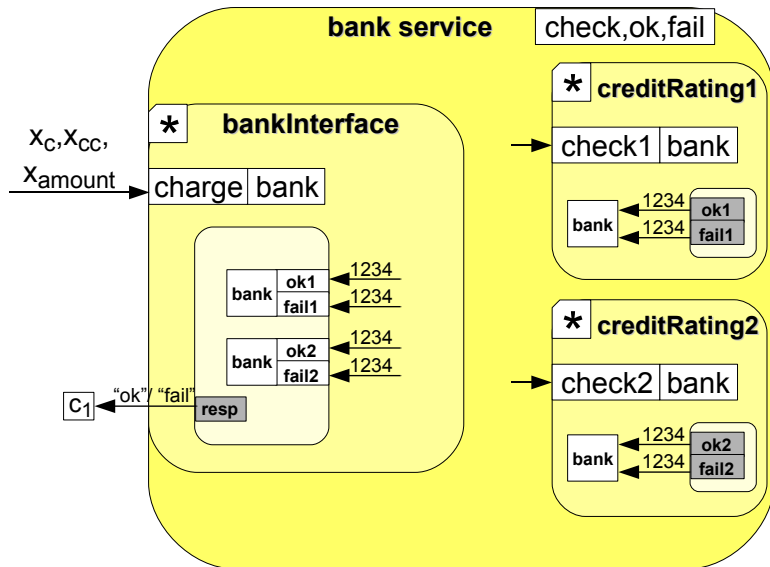 bank service check,ok,fail
* creditRating1
check1 bank
bank 1234 ok1
1234 fail1
* bankInterface
xC,xCC,
xamount
charge bank
bank ok1 1234
fail1 1234
bank ok2 1234
fail2 1234
c1 “ok”/ “fail” resp
* creditRating2
check2 bank
bank 1234 ok2
1234 fail2